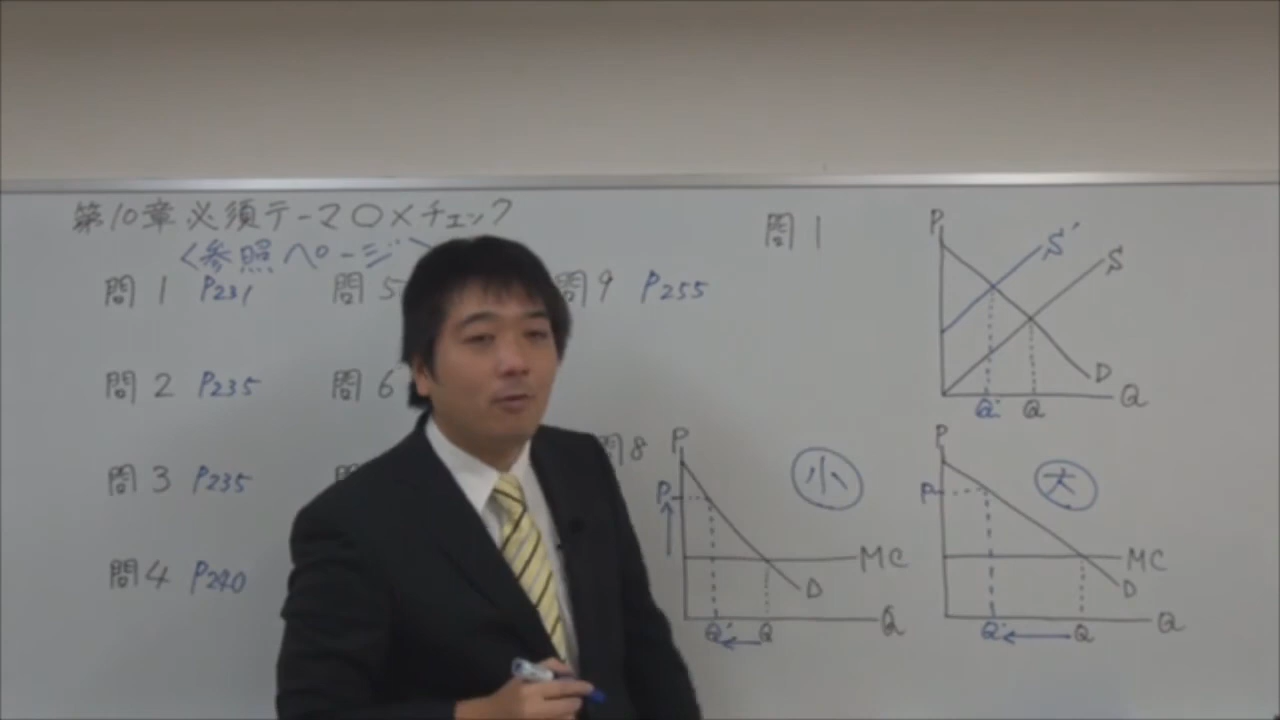 第10章必須テーマ〇×チェック
<参照ページ>
問1 P231
問5
問9 P255
問2 P235
問6
問3 P235
問4 P240
問1
P
S'
S
D
Q' Q
Q
問8
P
小
P'
MC
D
Q' ← Q
Q
P
大
P'
MC
D
Q' ← Q
Q